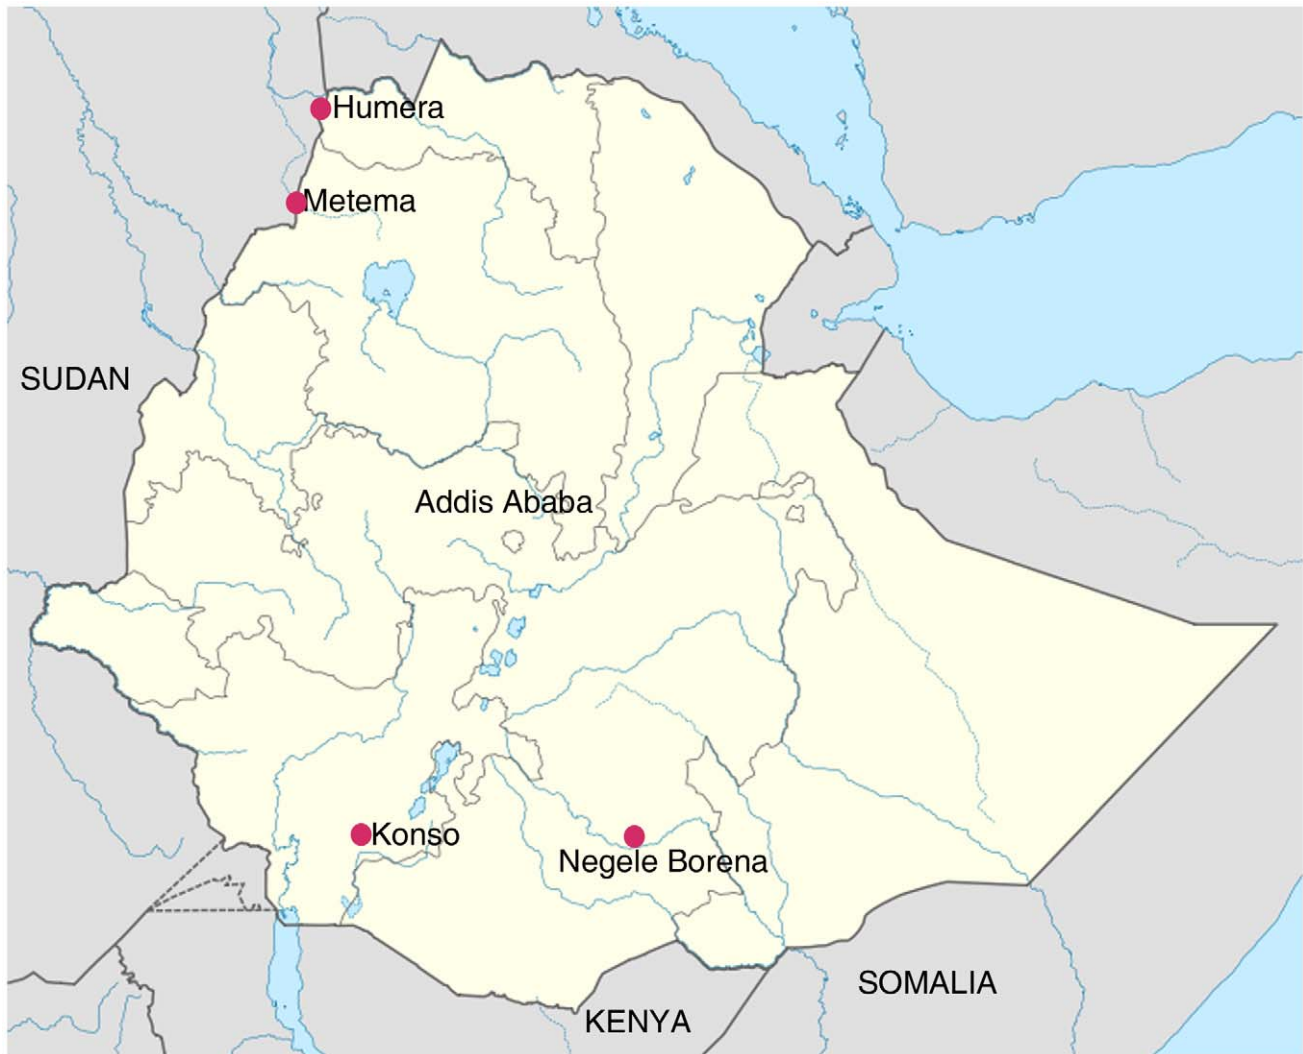 Humera
Metema
SUDAN
Addis Ababa
Konso
Negele Borena
SOMALIA
KENYA